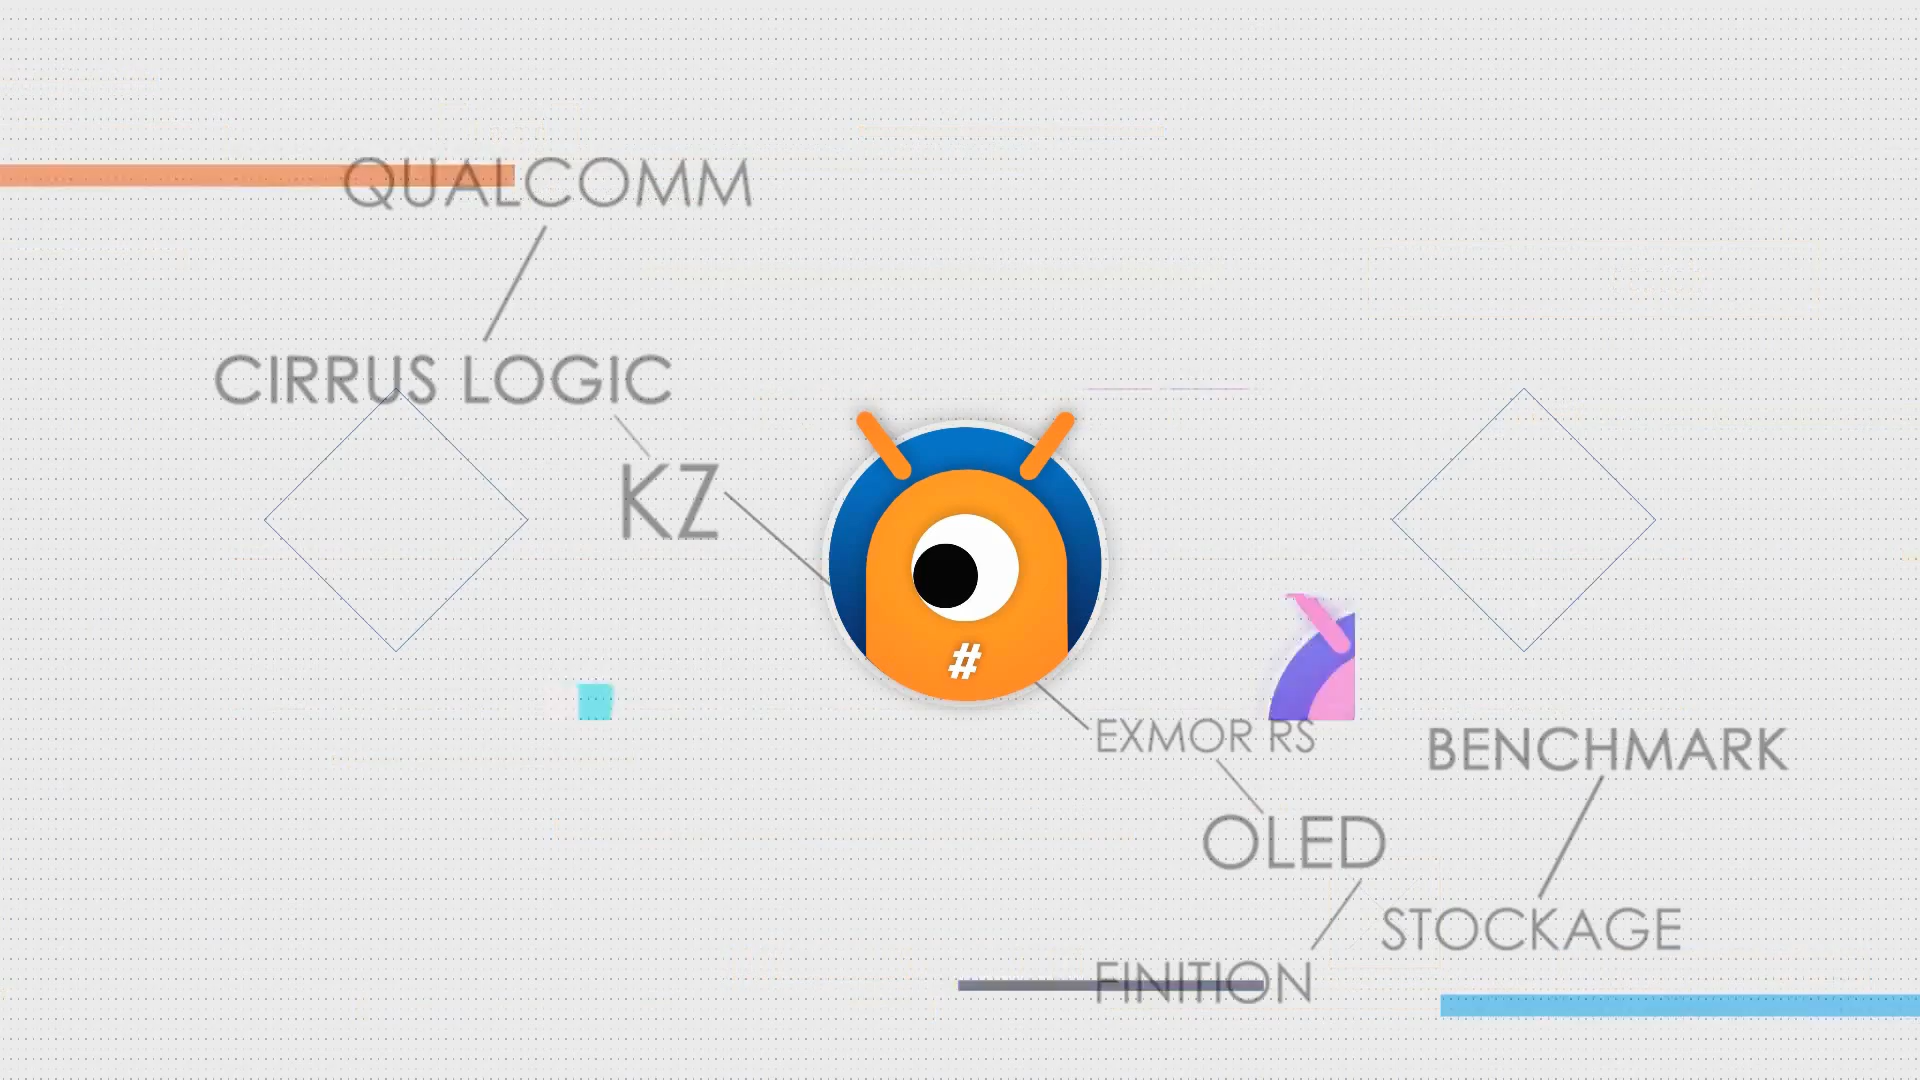 QUALCOMM
CIRRUS LOGIC
KZ
#
EXMOR RS
BENCHMARK
OLED
STOCKAGE
FINITION